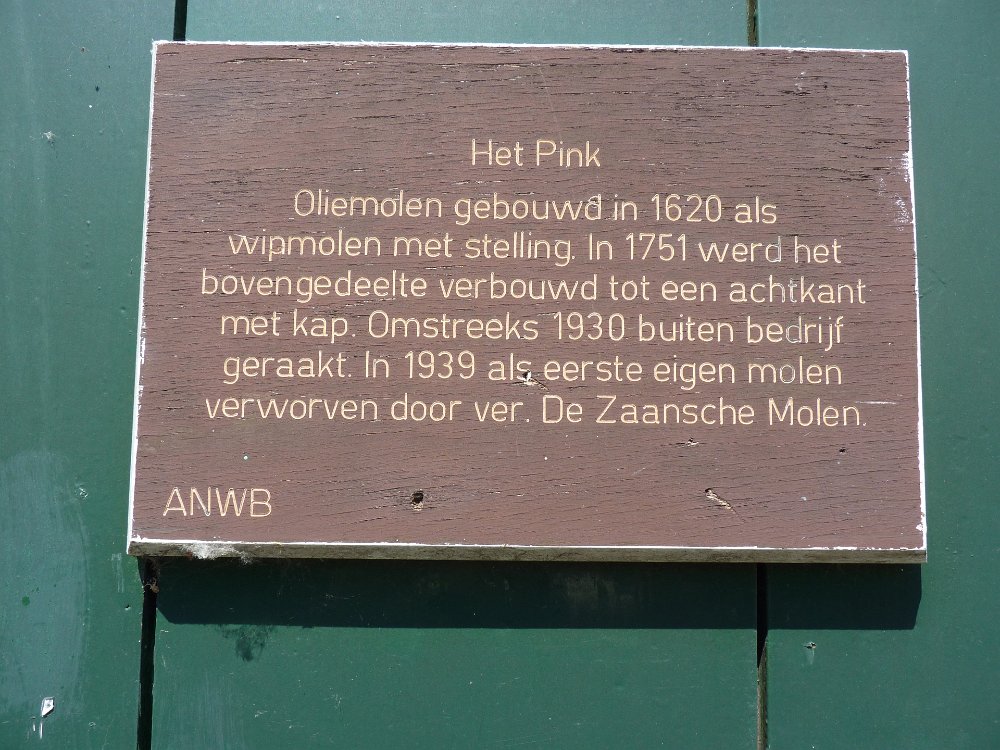 Het Pink
Oliemolen gebouwd in 1620 als
wipmolen met stelling. In 1751 werd het
bovengedeelte verbouwd tot een achtkant
met kap. Omstreeks 1930 buiten bedrijf
geraakt. In 1939 als eerste eigen molen
verworven door ver. De Zaansche Molen.
ANWB